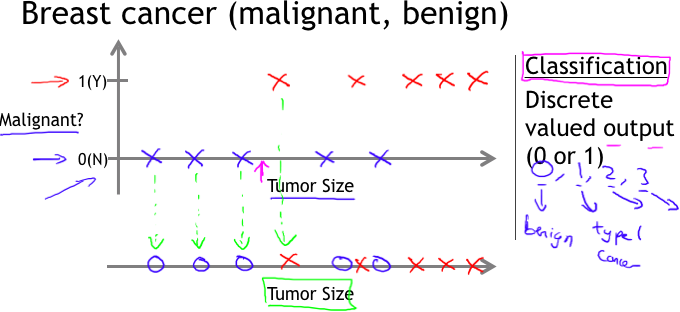 Breast cancer (malignant, benign)
1(Y)
Malignant?
0(N)
Tumor Size
Tumor Size
Classification
Discrete
valued output
(0 or 1)
0, 1, 2, 3
benign
type 1
cancer